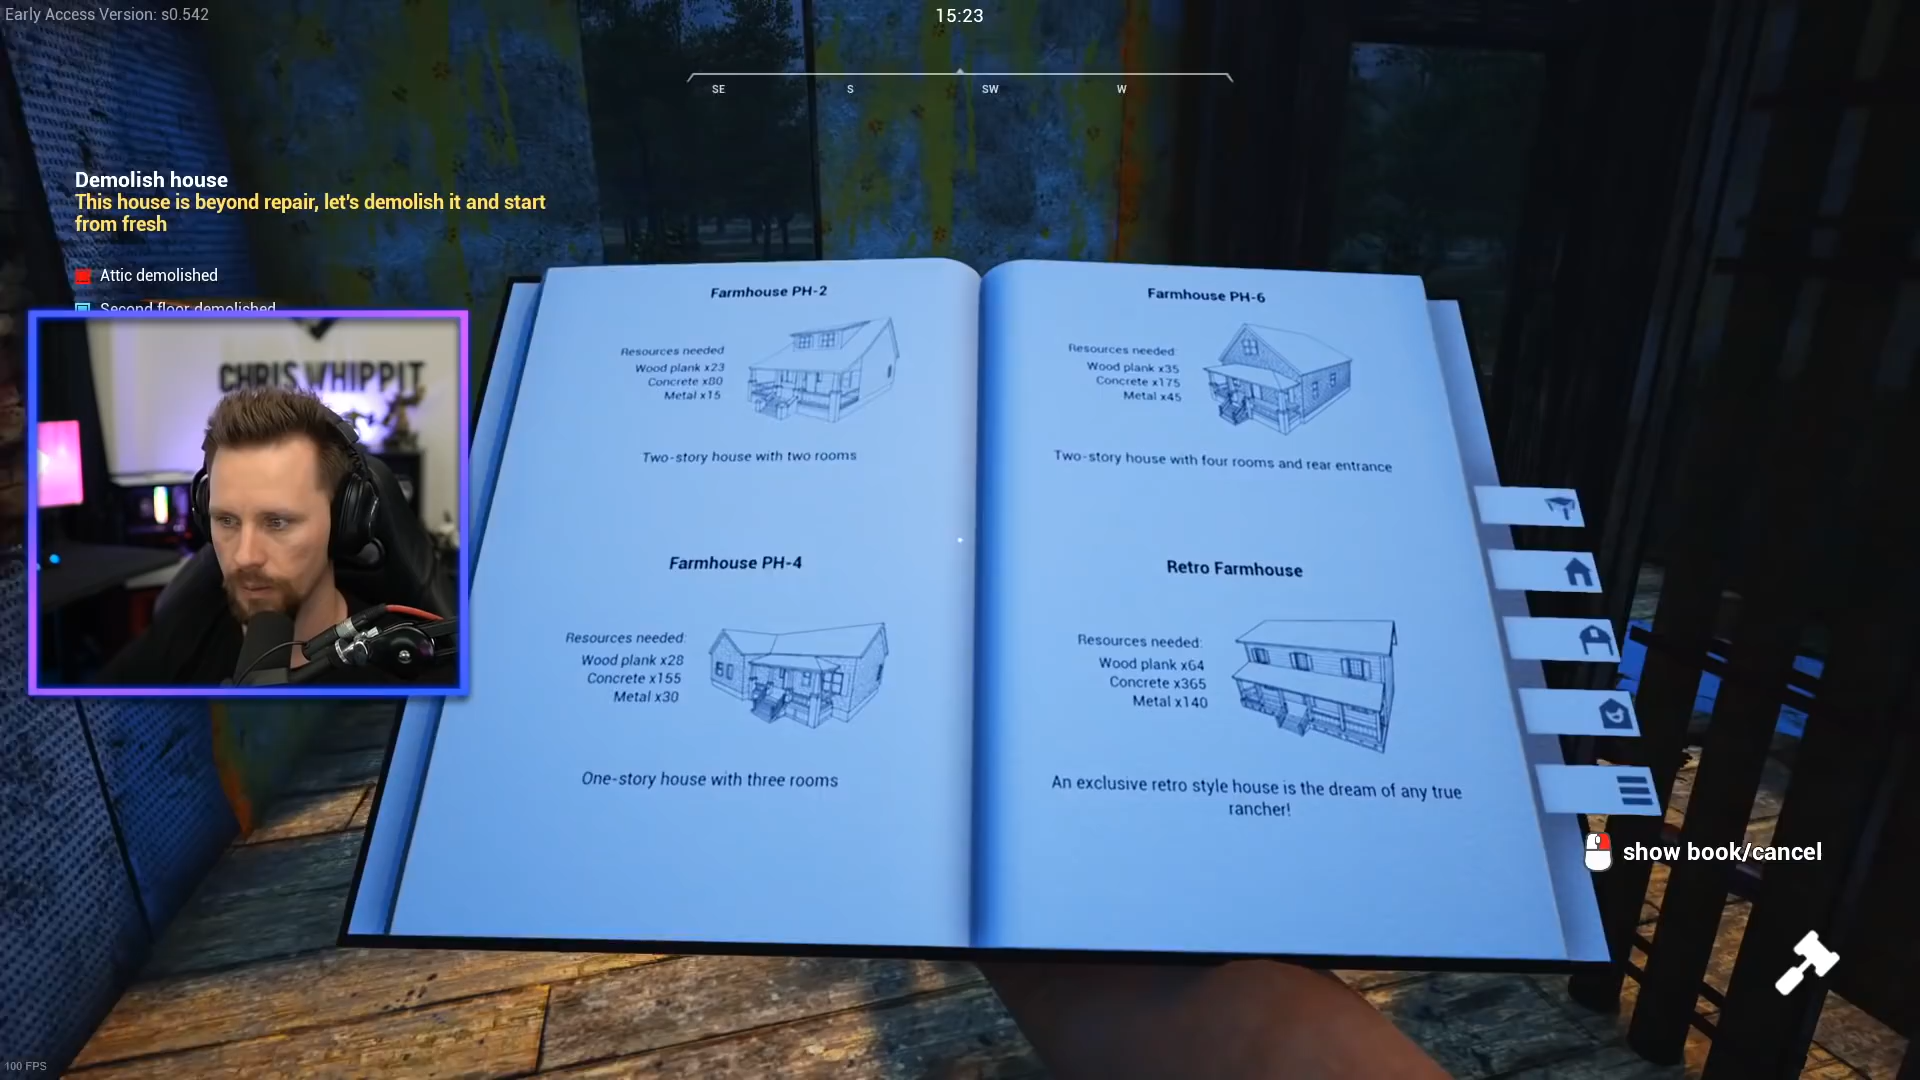 Early Access Version: s0.542
15:23
SE S SW W
Demolish house
This house is beyond repair, let's demolish it and start
from fresh
Attic demolished
Second floor demolished
CHRIS WHIPPIT
Farmhouse PH-2
Resources needed
Wood plank x23
Concrete x80
Metal x15
Two-story house with two rooms
Farmhouse PH-4
Resources needed:
Wood plank x28
Concrete x155
Metal x30
One-story house with three rooms
Farmhouse PH-6
Resources needed:
Wood plank x35
Concrete x175
Metal x45
Two-story house with four rooms and rear entrance
Retro Farmhouse
Resources needed:
Wood plank x64
Concrete x365
Metal x140
An exclusive retro style house is the dream of any true
rancher!
show book/cancel
100 FPS